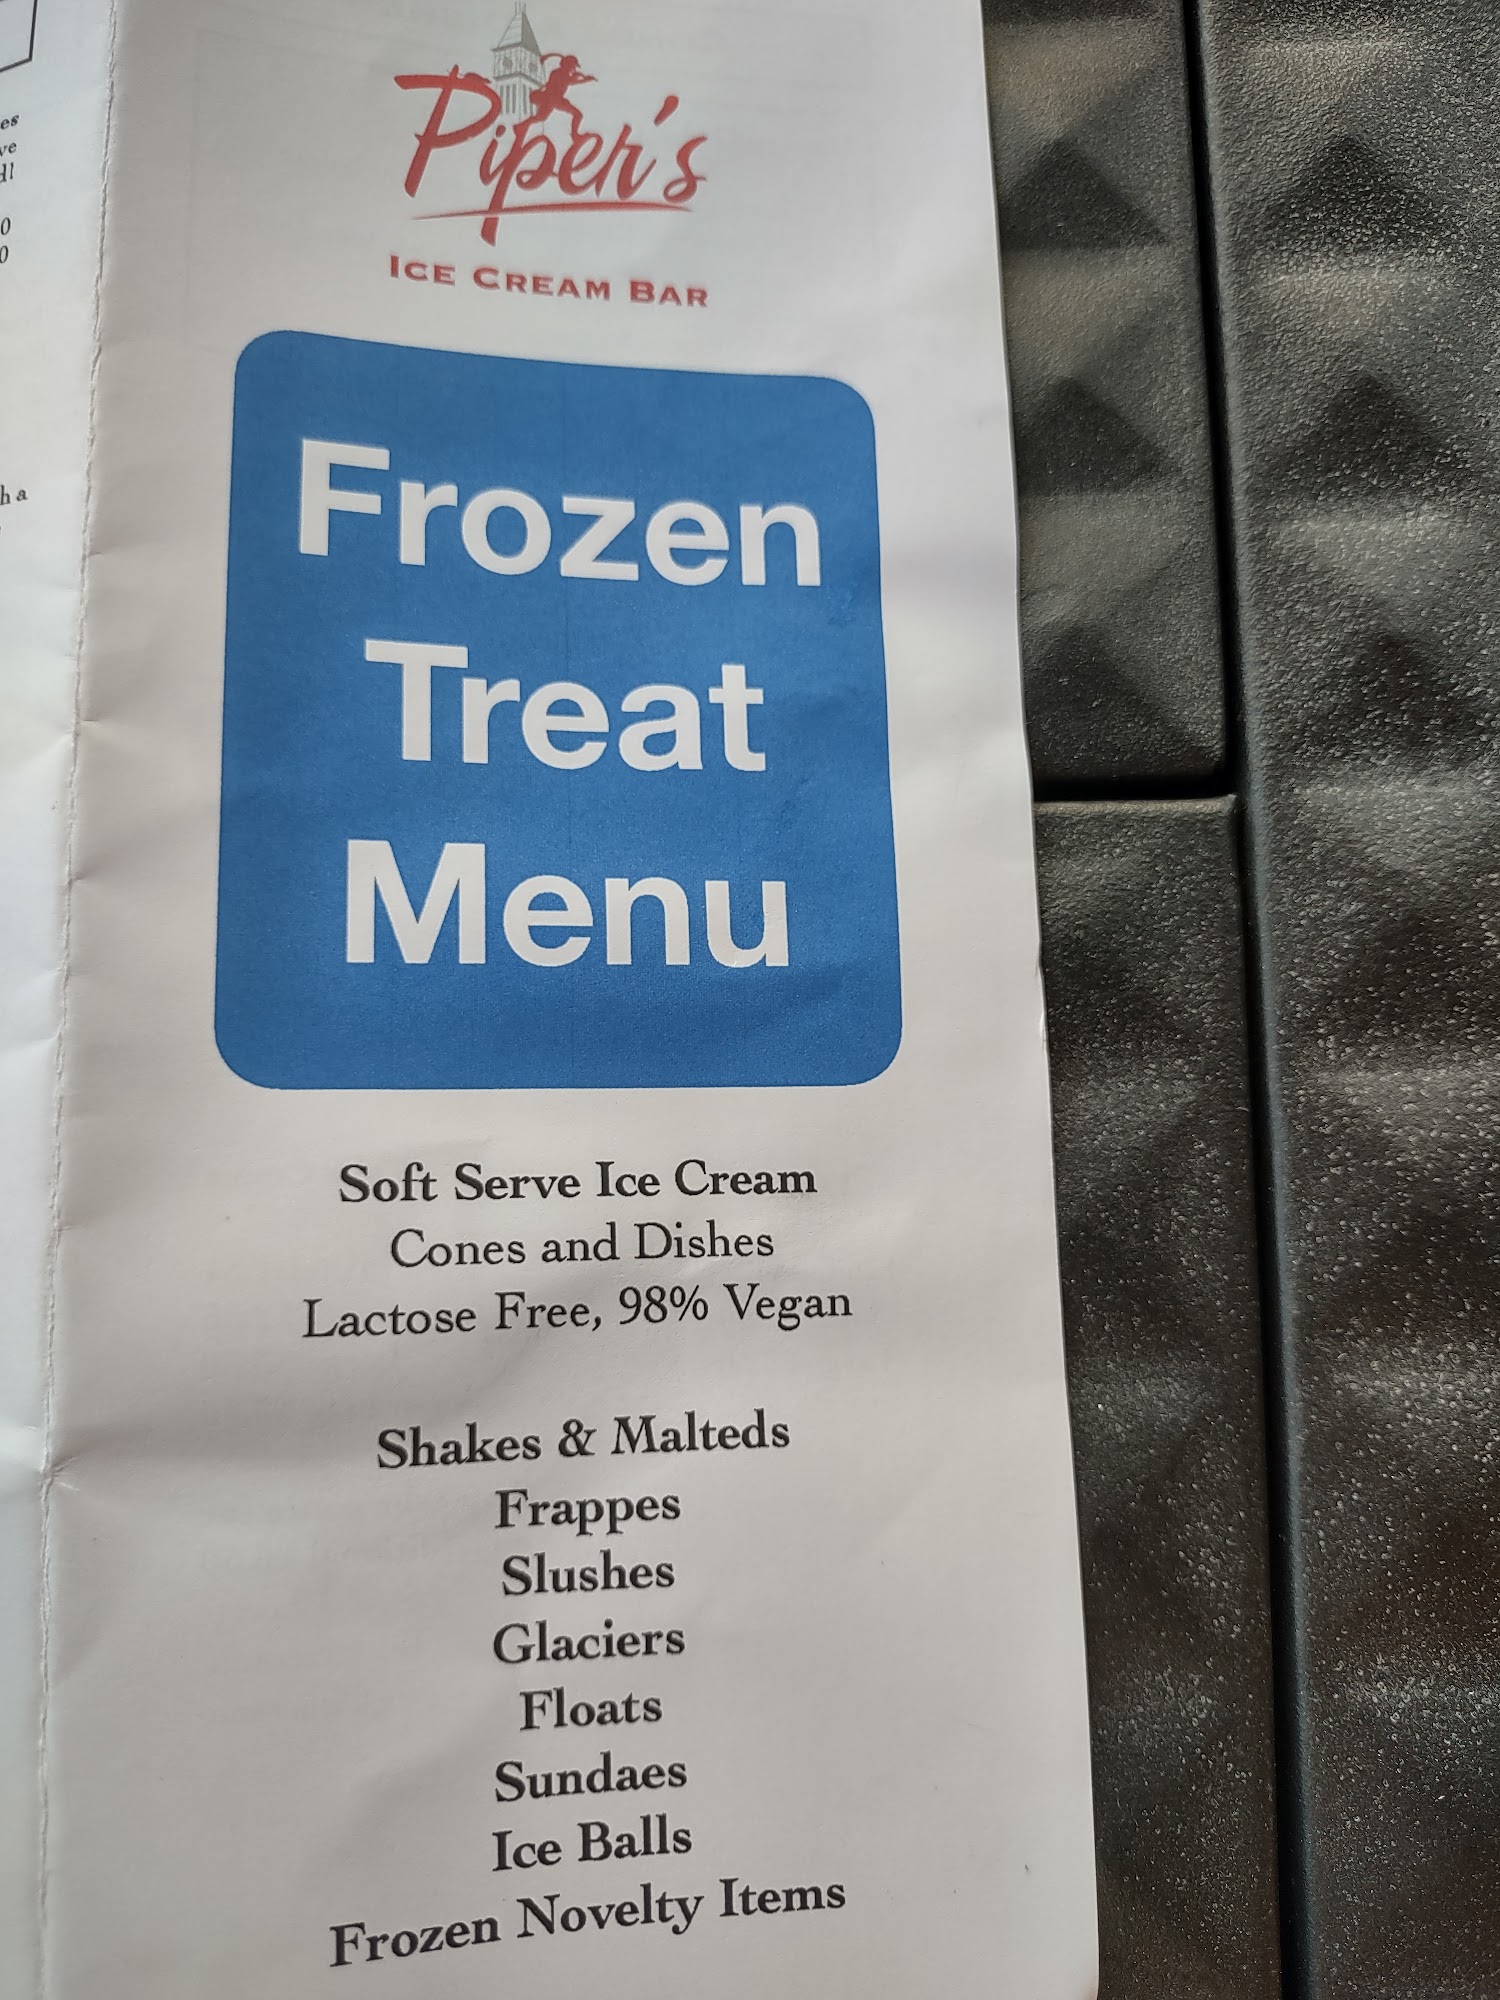 Piper's
ICE CREAM BAR
Frozen
Treat
Menu
Soft Serve Ice Cream
Cones and Dishes
Lactose Free, 98% Vegan
Shakes & Malteds
Frappes
Slushes
Glaciers
Floats
Sundaes
Ice Balls
Frozen Novelty Items